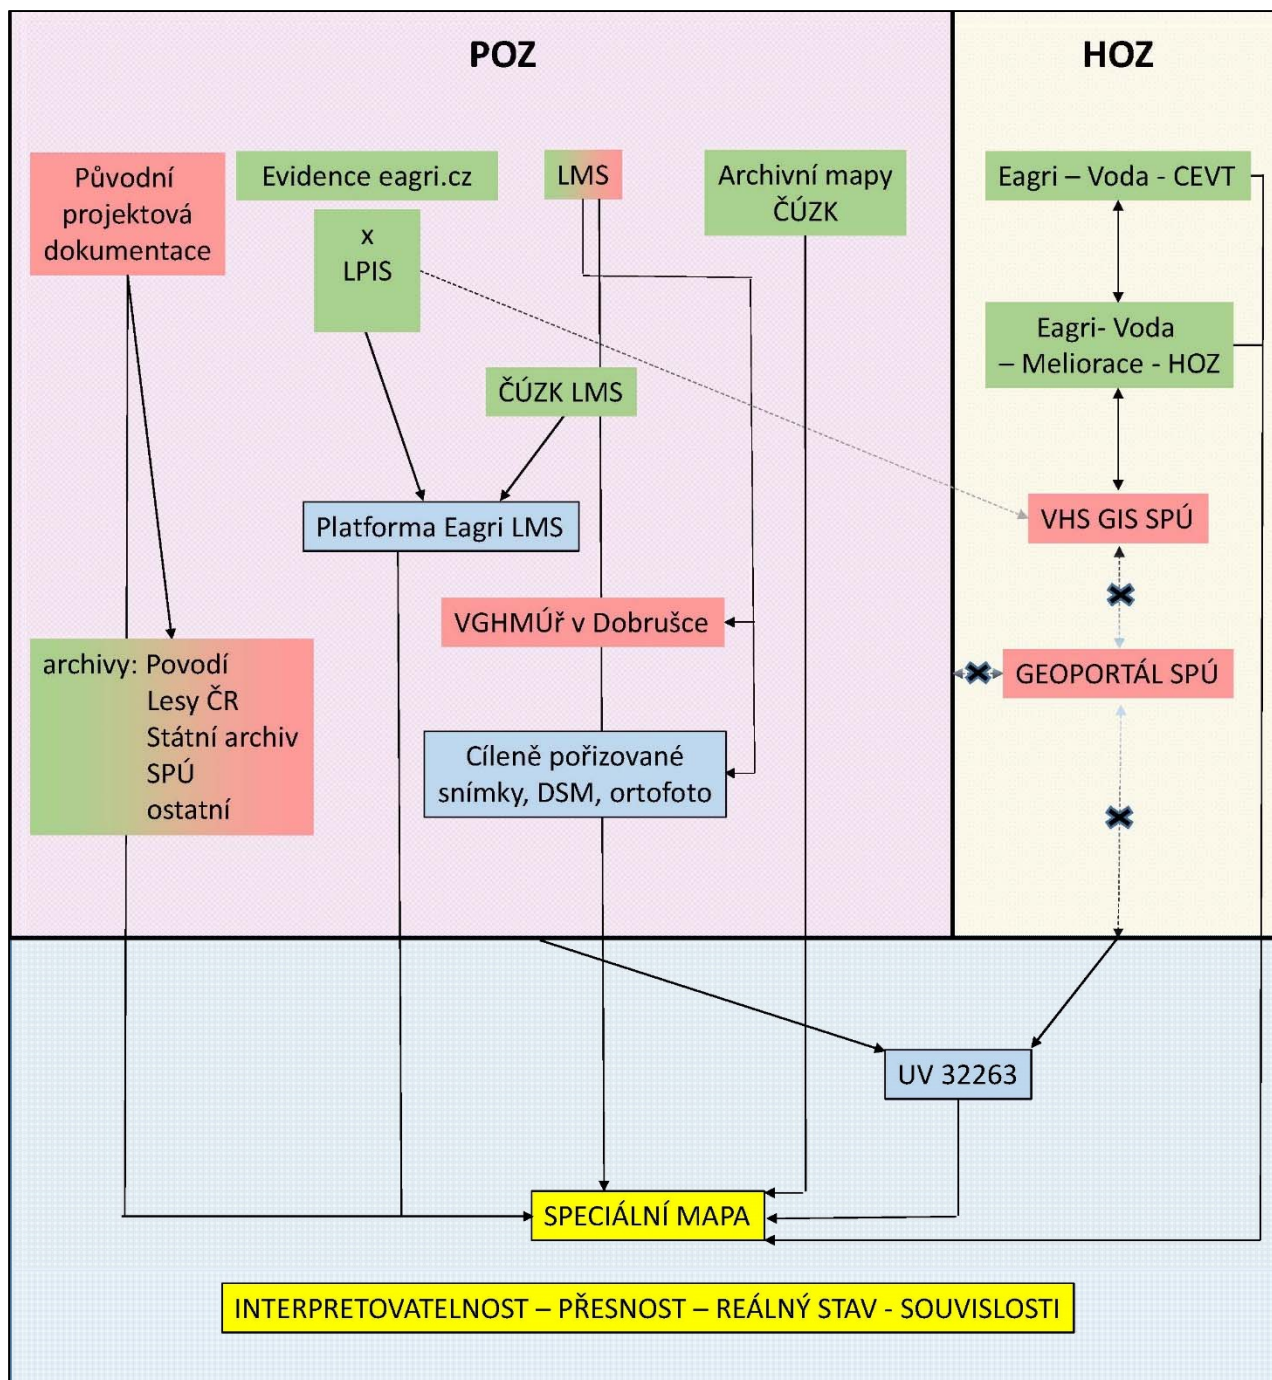 POZ
HOZ
Původní
projektová
dokumentace
Evidence eagri.cz
x
LPIS
LMS
Archivní mapy
ČÚZK
Eagri – Voda - CEVT
Eagri- Voda
– Meliorace - HOZ
ČÚZK LMS
Platforma Eagri LMS
VHS GIS SPÚ
VGHMÚř v Dobrušce
archivy: Povodí
Lesy ČR
Státní archiv
SPÚ
ostatní
GEOPORTÁL SPÚ
Cíleně pořizované
snímky, DSM, ortofoto
UV 32263
SPECIÁLNÍ MAPA
INTERPRETOVATELNOST – PŘESNOST – REÁLNÝ STAV - SOUVISLOSTI